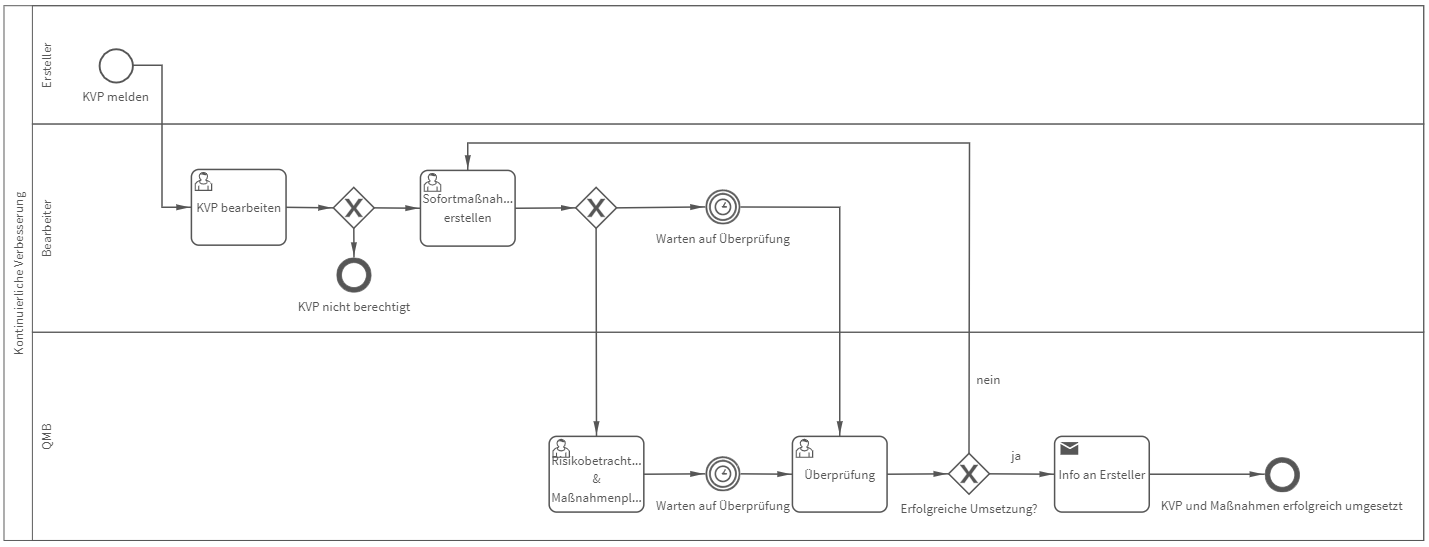 Kontinuierliche Verbesserung
Ersteller
KVP melden
Bearbeiter
KVP bearbeiten
KVP nicht berechtigt
Sofortmaßnah...
erstellen
Warten auf Überprüfung
QMB
Risikobetracht...
&
Maßnahmenpl...
Warten auf Überprüfung
Überprüfung
Erfolgreiche Umsetzung?
nein
ja
Info an Ersteller
KVP und Maßnahmen erfolgreich umgesetzt